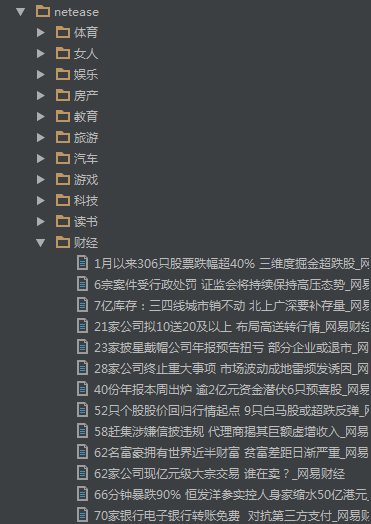 netease
体育
女人
娱乐
房产
教育
旅游
汽车
游戏
科技
读书
财经
1月以来306只股票跌幅超40% 三维度掘金超跌股_网
6宗案件受行政处罚 证监会将持续保持高压态势_网易
7亿库存：三四线城市销不动 北上广深要补存量_网易
21家公司拟10送20及以上 布局高送转行情_网易财经
23家披星戴帽公司年报预告扭亏 部分企业或退市_网
28家公司终止重大事项 市场波动成地雷频发诱因_网易
40份年报本周出炉 逾2亿元资金潜伏6只预喜股_网易
52只个股股价回归行情起点 9只白马股或超跌反弹_网
58赶集涉嫌信披违规 代理商揭其巨额虚增收入_网易
62名富豪拥有世界近半财富 贫富差距日渐严重_网易
62家公司现亿元级大宗交易 谁在卖？_网易财经
66分钟暴跌90% 恒发洋参实控人身家缩水50亿港元_
70家银行电子银行转账免费 对抗第三方支付_网易财